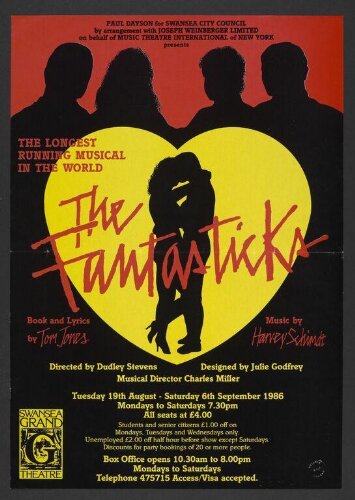 PAUL DAYSON for SWANSEA CITY COUNCIL
by arrangement with JOSEPH WEINBERGER LIMITED
on behalf of MUSIC THEATRE INTERNATIONAL of NEW YORK
presents
THE LONGEST
RUNNING MUSICAL
IN THE WORLD
The
Fantasticks
Book and Lyrics
by Tom Jones
Music by
Harvey Schmidt
Directed by Dudley Stevens
Designed by Julie Godfrey
Musical Director Charles Miller
Tuesday 19th August - Saturday 6th September 1986
Mondays to Saturdays 7.30pm
All seats at £4.00
Students and senior citizens £1.00 off on
Mondays, Tuesdays and Wednesdays only.
Unemployed £2.00 off half hour before show except Saturdays.
Discounts for party bookings of 20 or more people.
Box Office opens 10.30am to 8.00pm
Mondays to Saturdays
Telephone 475715 Access/Visa accepted.
SWANSEA
GRAND
G
THEATRE